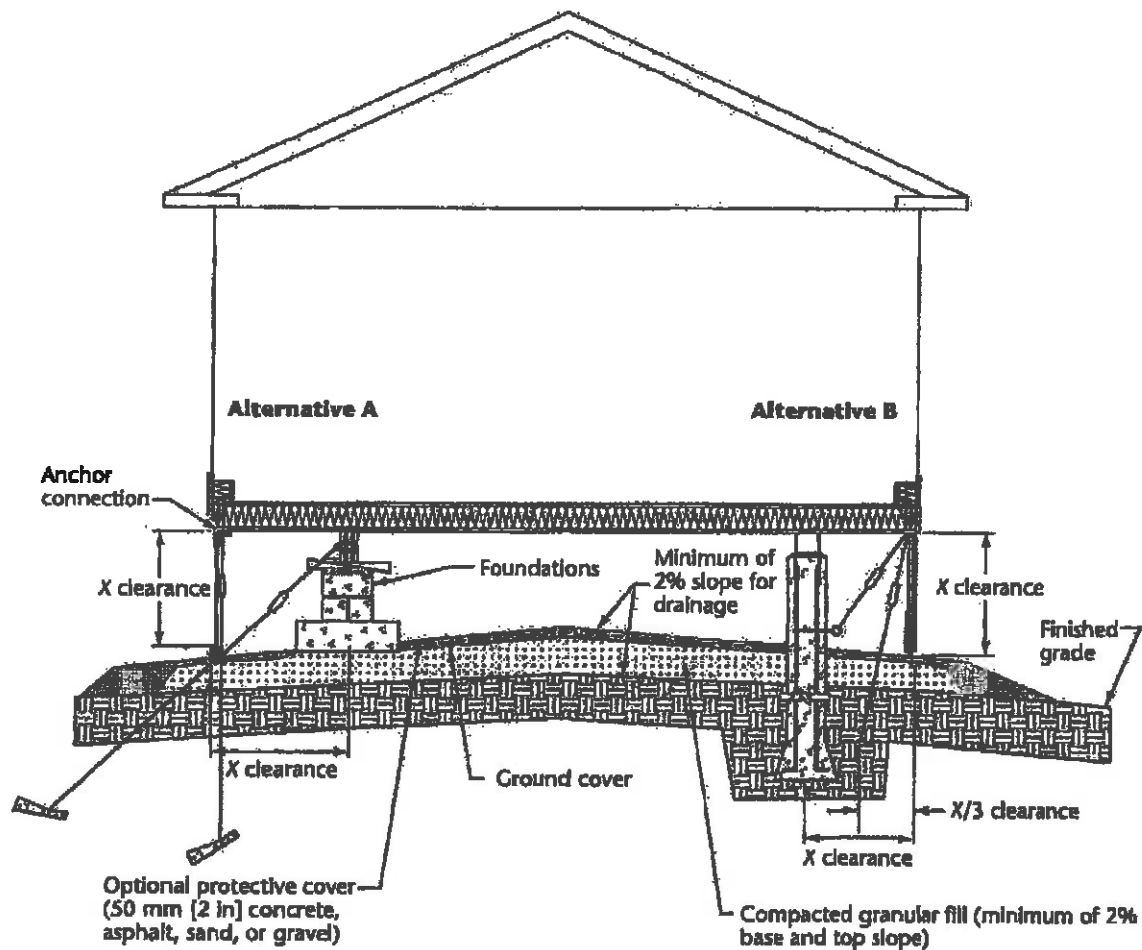 Alternative A
Alternative B
Anchor
connection
X clearance
Foundations
Minimum of
2% slope for
drainage
X clearance
Finished
grade
X clearance
Ground cover
X/3 clearance
X clearance
Optional protective cover
(50 mm [2 in] concrete,
asphalt, sand, or gravel)
Compacted granular fill (minimum of 2%
base and top slope)